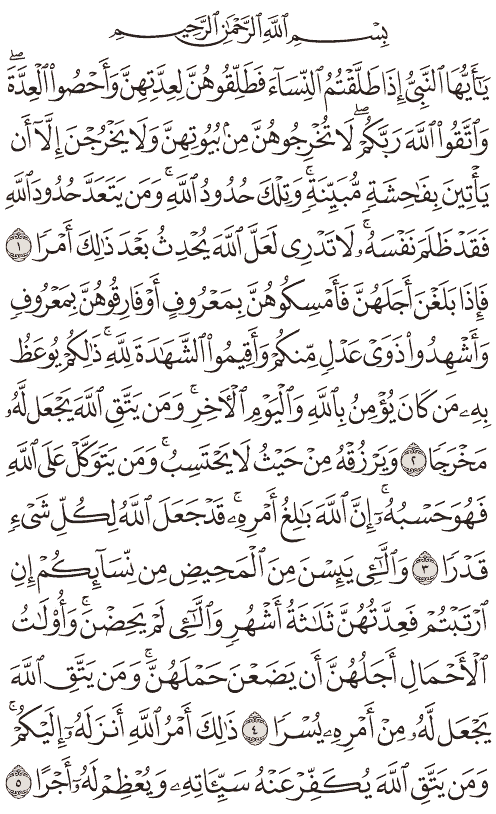 بِسْمِ ٱللَّهِ ٱلرَّحْمَٰنِ ٱلرَّحِيمِ
يَٰٓأَيُّهَا ٱلنَّبِيُّ إِذَا طَلَّقْتُمُ ٱلنِّسَآءَ فَطَلِّقُوهُنَّ لِعِدَّتِهِنَّ وَأَحْصُوا۟ ٱلْعِدَّةَۖ
وَٱتَّقُوا۟ ٱللَّهَ رَبَّكُمْۖ لَا تُخْرِجُوهُنَّ مِنۢ بُيُوتِهِنَّ وَلَا يَخْرُجْنَ إِلَّآ أَن
يَأْتِينَ بِفَٰحِشَةٍ مُّبَيِّنَةٍۚ وَتِلْكَ حُدُودُ ٱللَّهِۚ وَمَن يَتَعَدَّ حُدُودَ ٱللَّهِ
فَقَدْ ظَلَمَ نَفْسَهُۥۚ لَا تَدْرِى لَعَلَّ ٱللَّهَ يُحْدِثُ بَعْدَ ذَٰلِكَ أَمْرًا ١
فَإِذَا بَلَغْنَ أَجَلَهُنَّ فَأَمْسِكُوهُنَّ بِمَعْرُوفٍ أَوْ فَارِقُوهُنَّ بِمَعْرُوفٍ
وَأَشْهِدُوا۟ ذَوَىْ عَدْلٍ مِّنكُمْ وَأَقِيمُوا۟ ٱلشَّهَٰدَةَ لِلَّهِۚ ذَٰلِكُمْ يُوعَظُ
بِهِۦ مَن كَانَ يُؤْمِنُ بِٱللَّهِ وَٱلْيَوْمِ ٱلْءَاخِرِۚ وَمَن يَتَّقِ ٱللَّهَ يَجْعَل لَّهُۥ
مَخْرَجًا ٢ وَيَرْزُقْهُ مِنْ حَيْثُ لَا يَحْتَسِبُۚ وَمَن يَتَوَكَّلْ عَلَى ٱللَّهِ
فَهُوَ حَسْبُهُۥٓۚ إِنَّ ٱللَّهَ بَٰلِغُ أَمْرِهِۦۚ قَدْ جَعَلَ ٱللَّهُ لِكُلِّ شَىْءٍ
قَدْرًا ٣ وَٱلَّٰٓـِٔى يَئِسْنَ مِنَ ٱلْمَحِيضِ مِن نِّسَآئِكُمْ إِنِ
ٱرْتَبْتُمْ فَعِدَّتُهُنَّ ثَلَٰثَةُ أَشْهُرٍ وَٱلَّٰٓـِٔى لَمْ يَحِضْنَۚ وَأُو۟لَٰتُ
ٱلْأَحْمَالِ أَجَلُهُنَّ أَن يَضَعْنَ حَمْلَهُنَّۚ وَمَن يَتَّقِ ٱللَّهَ
يَجْعَل لَّهُۥ مِنْ أَمْرِهِۦ يُسْرًا ٤ ذَٰلِكَ أَمْرُ ٱللَّهِ أَنزَلَهُۥٓ إِلَيْكُمْۚ
وَمَن يَتَّقِ ٱللَّهَ يُكَفِّرْ عَنْهُ سَيِّـَٔاتِهِۦ وَيُعْظِمْ لَهُۥٓ أَجْرًا ٥